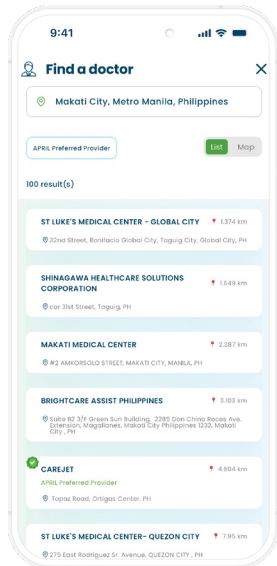 9:41
Find a doctor
Makati City, Metro Manila, Philippines
APRIL Preferred Provider
List Map
100 result(s)
ST LUKE'S MEDICAL CENTER - GLOBAL CITY 1.374 km
32nd Street, Bonifacio Global City, Taguig City, Global City, PH
SHINAGAWA HEALTHCARE SOLUTIONS 1.649 km
CORPORATION
cor 31st Street, Taguig, PH
MAKATI MEDICAL CENTER 2.287 km
#2 AMKORSOLO STREET, MAKATI CITY, MANILA, PH
BRIGHTCARE ASSIST PHILIPPINES 3.103 km
Suite B2 3/F Green Sun Building, 2285 Don Chino Roces Ave.
Extension, Magallanes, Makati City Philippines 1232, Makati
City , PH
CAREJET 4.804 km
APRIL Preferred Provider
Topaz Road, Ortigas Center, PH
ST LUKE'S MEDICAL CENTER- QUEZON CITY 7.95 km
279 East Rodriguez Sr. Avenue, QUEZON CITY , PH